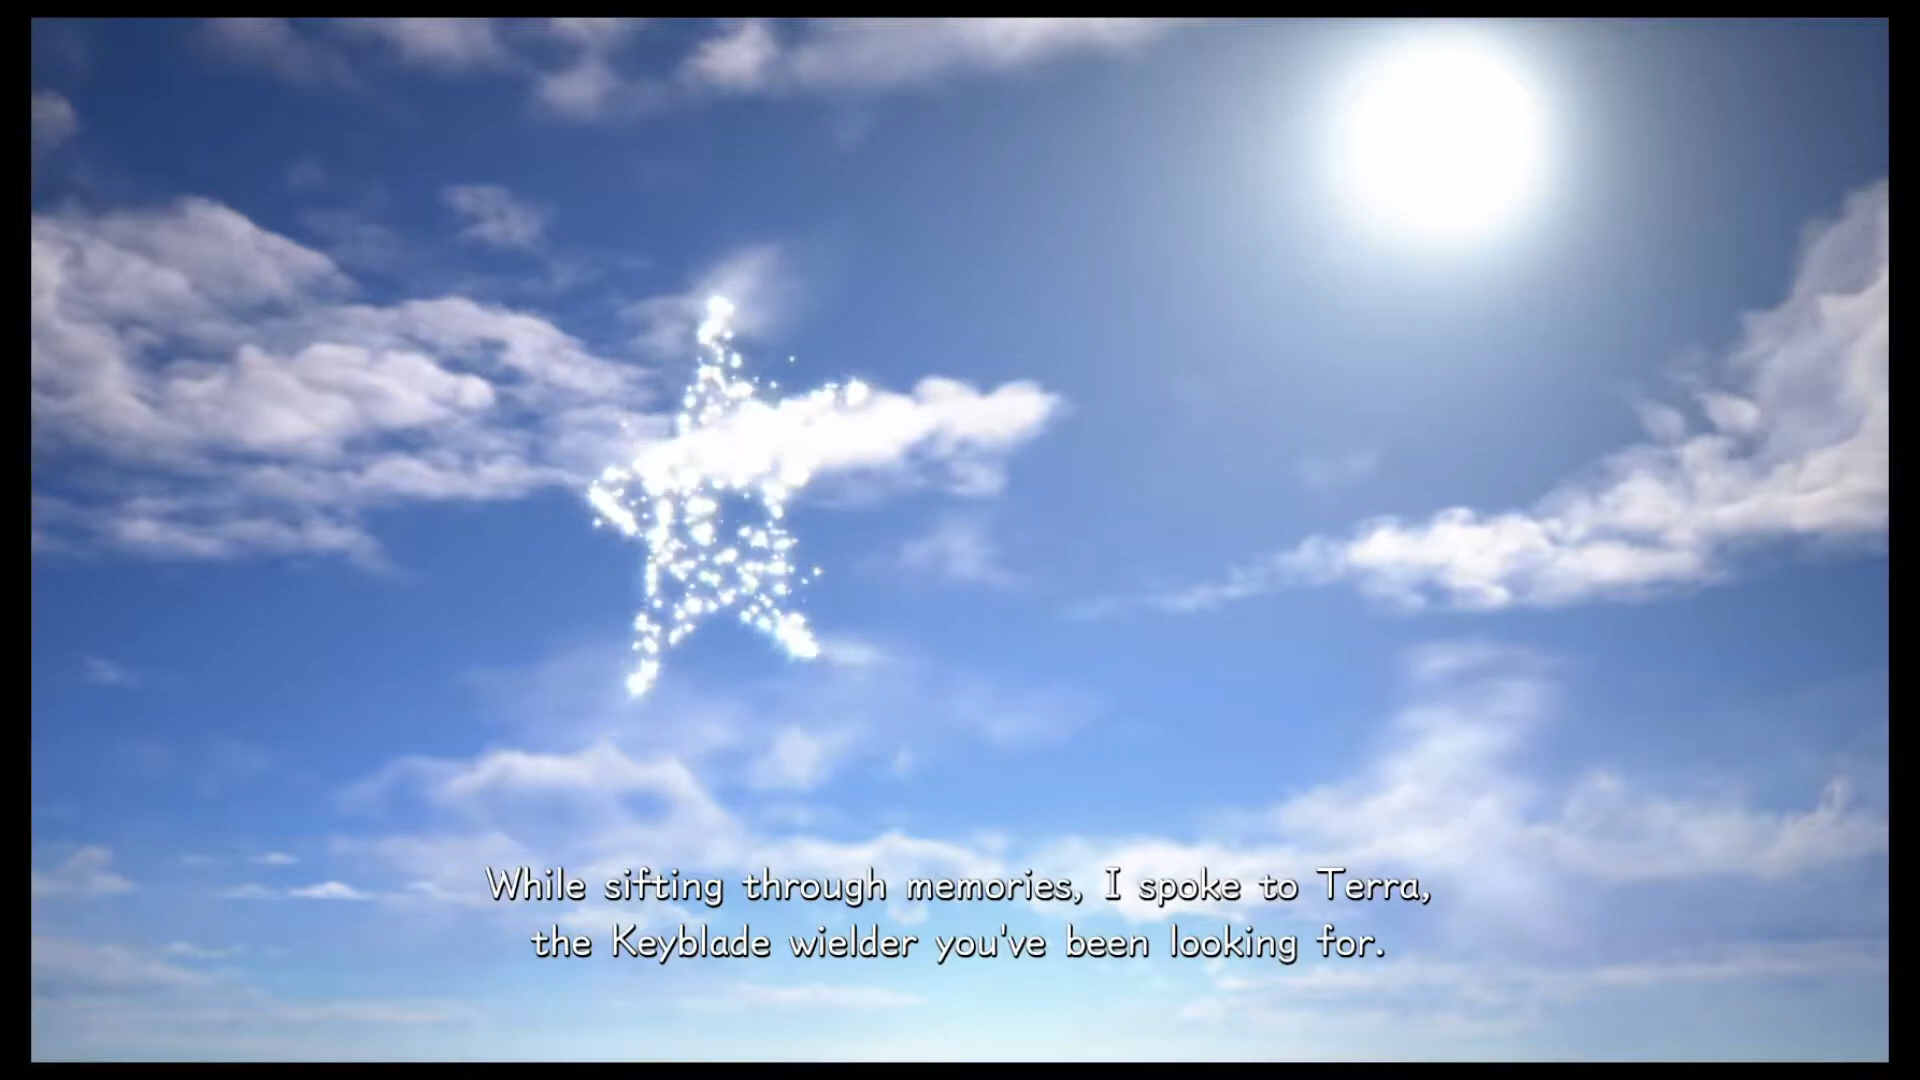 While sifting through memories, I spoke to Terra,
the Keyblade wielder you've been looking for.